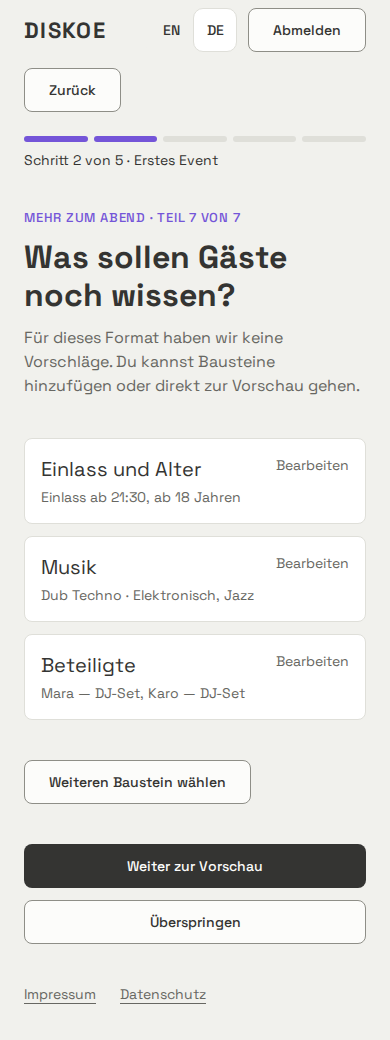 DISKOE
EN
DE
Abmelden
Zurück
Schritt 2 von 5 · Erstes Event
MEHR ZUM ABEND · TEIL 7 VON 7
Was sollen Gäste
noch wissen?
Für dieses Format haben wir keine
Vorschläge. Du kannst Bausteine
hinzufügen oder direkt zur Vorschau gehen.
Einlass und Alter
Bearbeiten
Einlass ab 21:30, ab 18 Jahren
Musik
Bearbeiten
Dub Techno · Elektronisch, Jazz
Beteiligte
Bearbeiten
Mara — DJ-Set, Karo — DJ-Set
Weiteren Baustein wählen
Weiter zur Vorschau
Überspringen
Impressum
Datenschutz